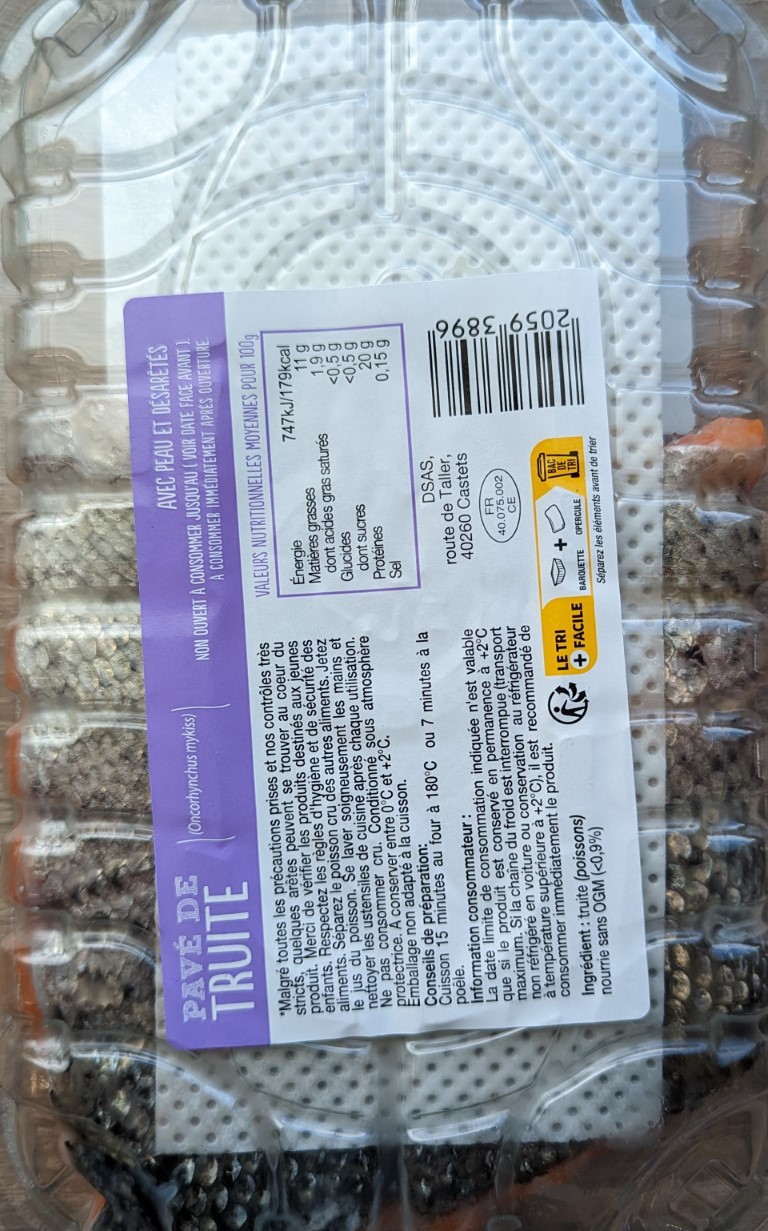 PAVÉ DE
TRUITE
(Oncorhynchus mykiss)
AVEC PEAU ET DÉSARÊTÉS
NON OUVERT À CONSOMMER JUSQU'AU ( VOIR DATE FACE AVANT ).
À CONSOMMER IMMÉDIATEMENT APRÈS OUVERTURE.
*Malgré toutes les précautions prises et nos contrôles très
stricts, quelques arêtes peuvent se trouver au coeur du
produit. Merci de vérifier les produits destinés aux jeunes
enfants. Respectez les règles d'hygiène et de sécurité des
aliments. Séparez le poisson cru des autres aliments. Jetez
le jus du poisson. Se laver soigneusement les mains et
nettoyer les ustensiles de cuisine après chaque utilisation.
Ne pas consommer cru. Conditionné sous atmosphère
protectrice. À conserver entre 0°C et +2°C.
Emballage non adapté à la cuisson.
Conseils de préparation:
Cuisson 15 minutes au four à 180°C ou 7 minutes à la
poêle.
Information consommateur :
La date limite de consommation indiquée n'est valable
que si le produit est conservé en permanence à +2°C
maximum. Si la chaîne du froid est interrompue (transport
non réfrigéré en voiture ou conservation au réfrigérateur
à température supérieure à +2°C), il est recommandé de
consommer immédiatement le produit.
Ingrédient : truite (poissons)
nourrie sans OGM (<0,9%)
VALEURS NUTRITIONNELLES MOYENNES POUR 100g
Énergie 747kJ/179kcal
Matières grasses 11 g
dont acides gras saturés 1,9 g
Glucides <0,5 g
dont sucres <0,5 g
Protéines 20 g
Sel 0,15 g
DSAS,
route de Taller,
40260 Castets
FR
40.075.002
CE
2059 3896
LE TRI
+ FACILE
BARQUETTE + OPERCULE
BAC
DE
TRI
Séparez les éléments avant de trier